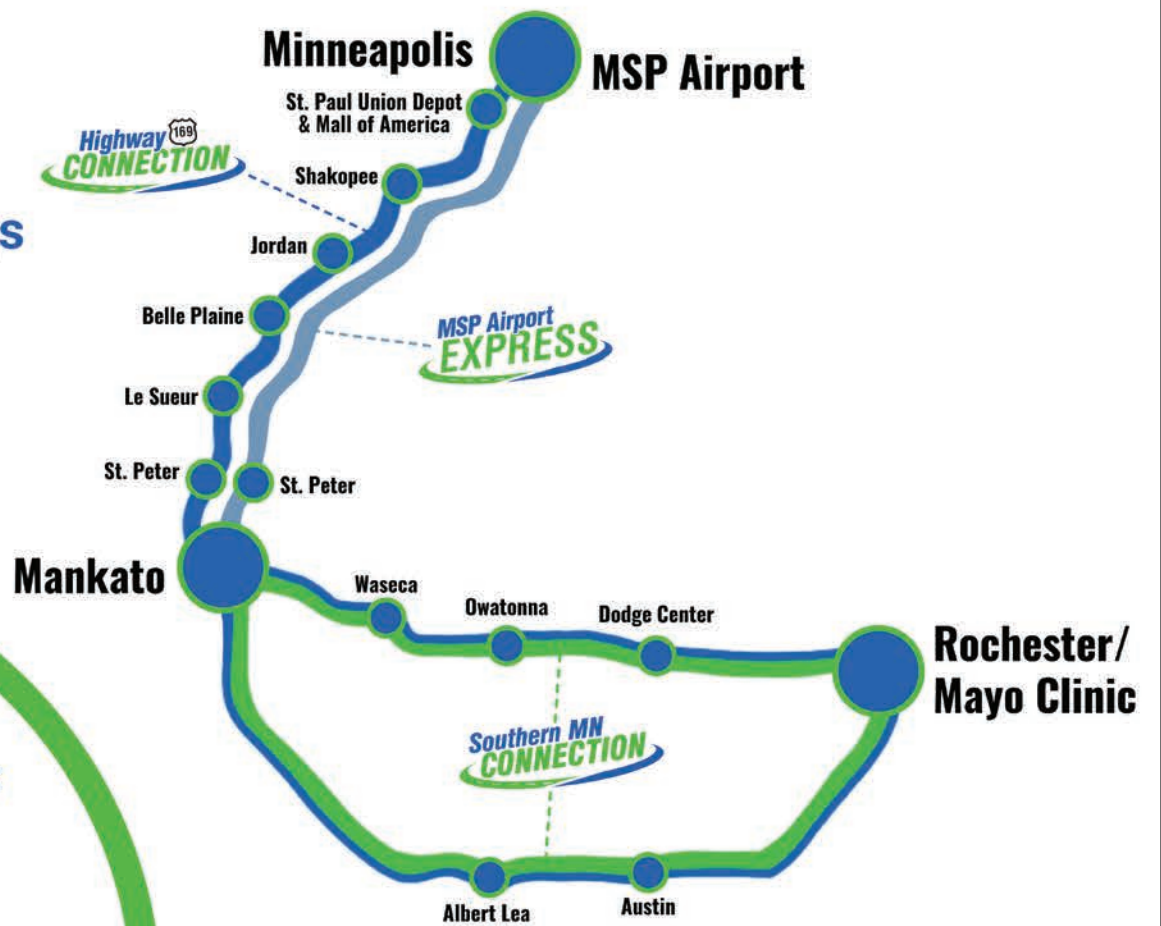 Minneapolis
MSP Airport
St. Paul Union Depot
& Mall of America
Highway 169
CONNECTION
Shakopee
s
Jordan
Belle Plaine
MSP Airport
EXPRESS
Le Sueur
St. Peter
St. Peter
Mankato
Waseca
Owatonna
Dodge Center
Rochester/
Mayo Clinic
Southern MN
CONNECTION
Albert Lea
Austin